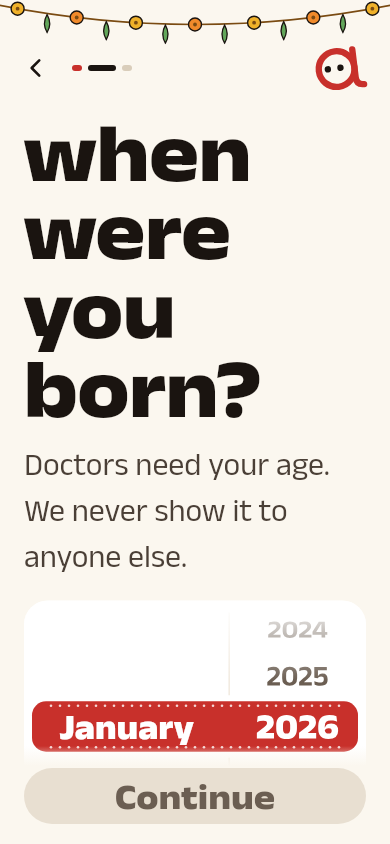 when
were
you
born?
Doctors need your age.
We never show it to
anyone else.
2024
2025
January 2026
Continue